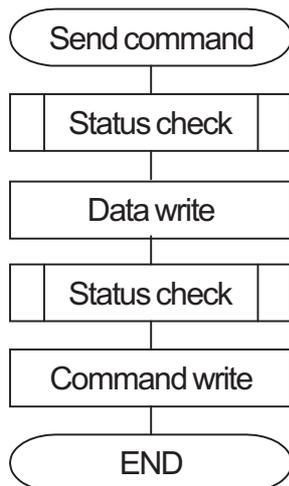 Send command
Status check
Data write
Status check
Command write
END